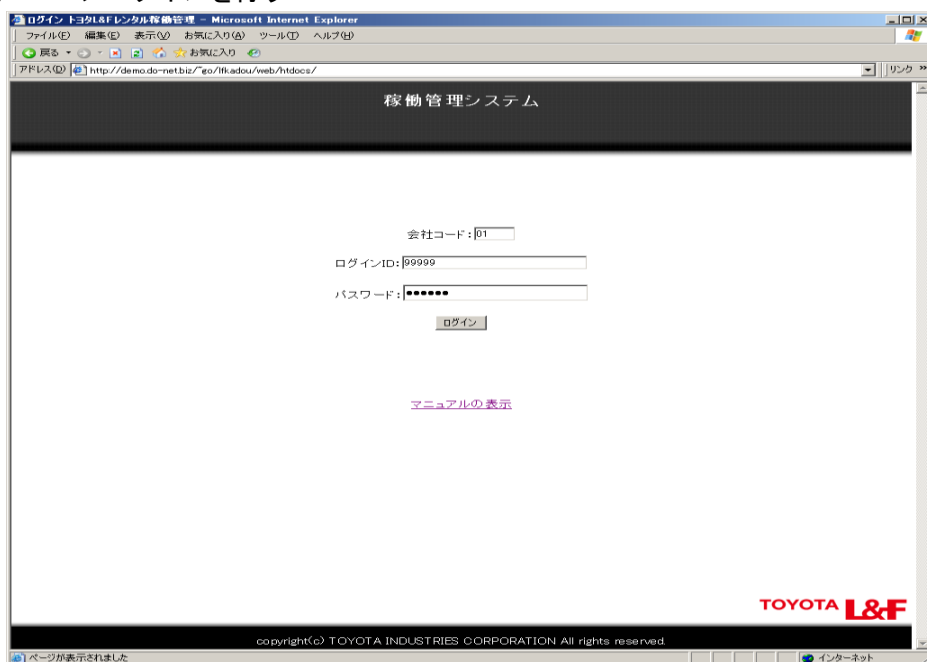 ログイン トヨタL&Fレンタル稼働管理 - Microsoft Internet Explorer
ファイル(F) 編集(E) 表示(V) お気に入り(A) ツール(T) ヘルプ(H)
戻る お気に入り
アドレス(D) http://demo.do-net.biz/~go/lfkadou/web/htdocs/ リンク »
稼働管理システム
会社コード：01
ログインID：99999
パスワード：●●●●●●
ログイン
マニュアルの表示
TOYOTA L&F
copyright(c) TOYOTA INDUSTRIES CORPORATION All rights reserved.
ページが表示されました インターネット